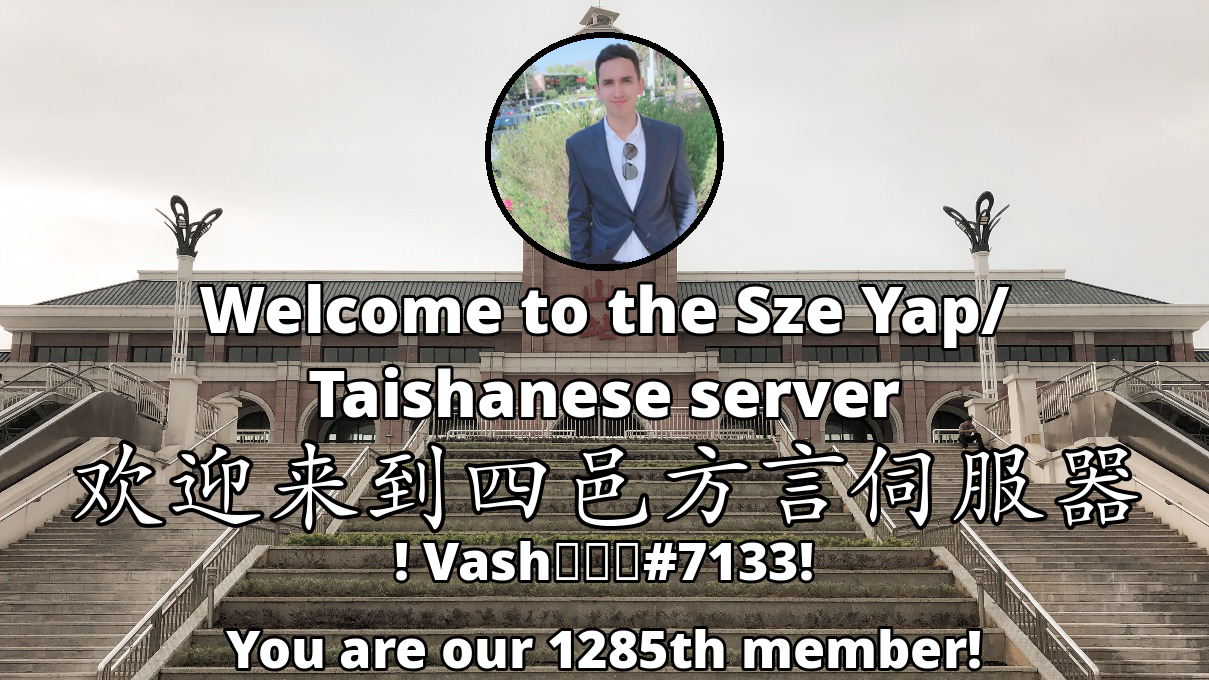 Welcome to the Sze Yap/
Taishanese server
欢迎来到四邑方言伺服器
! Vash▯▯▯#7133!
You are our 1285th member!